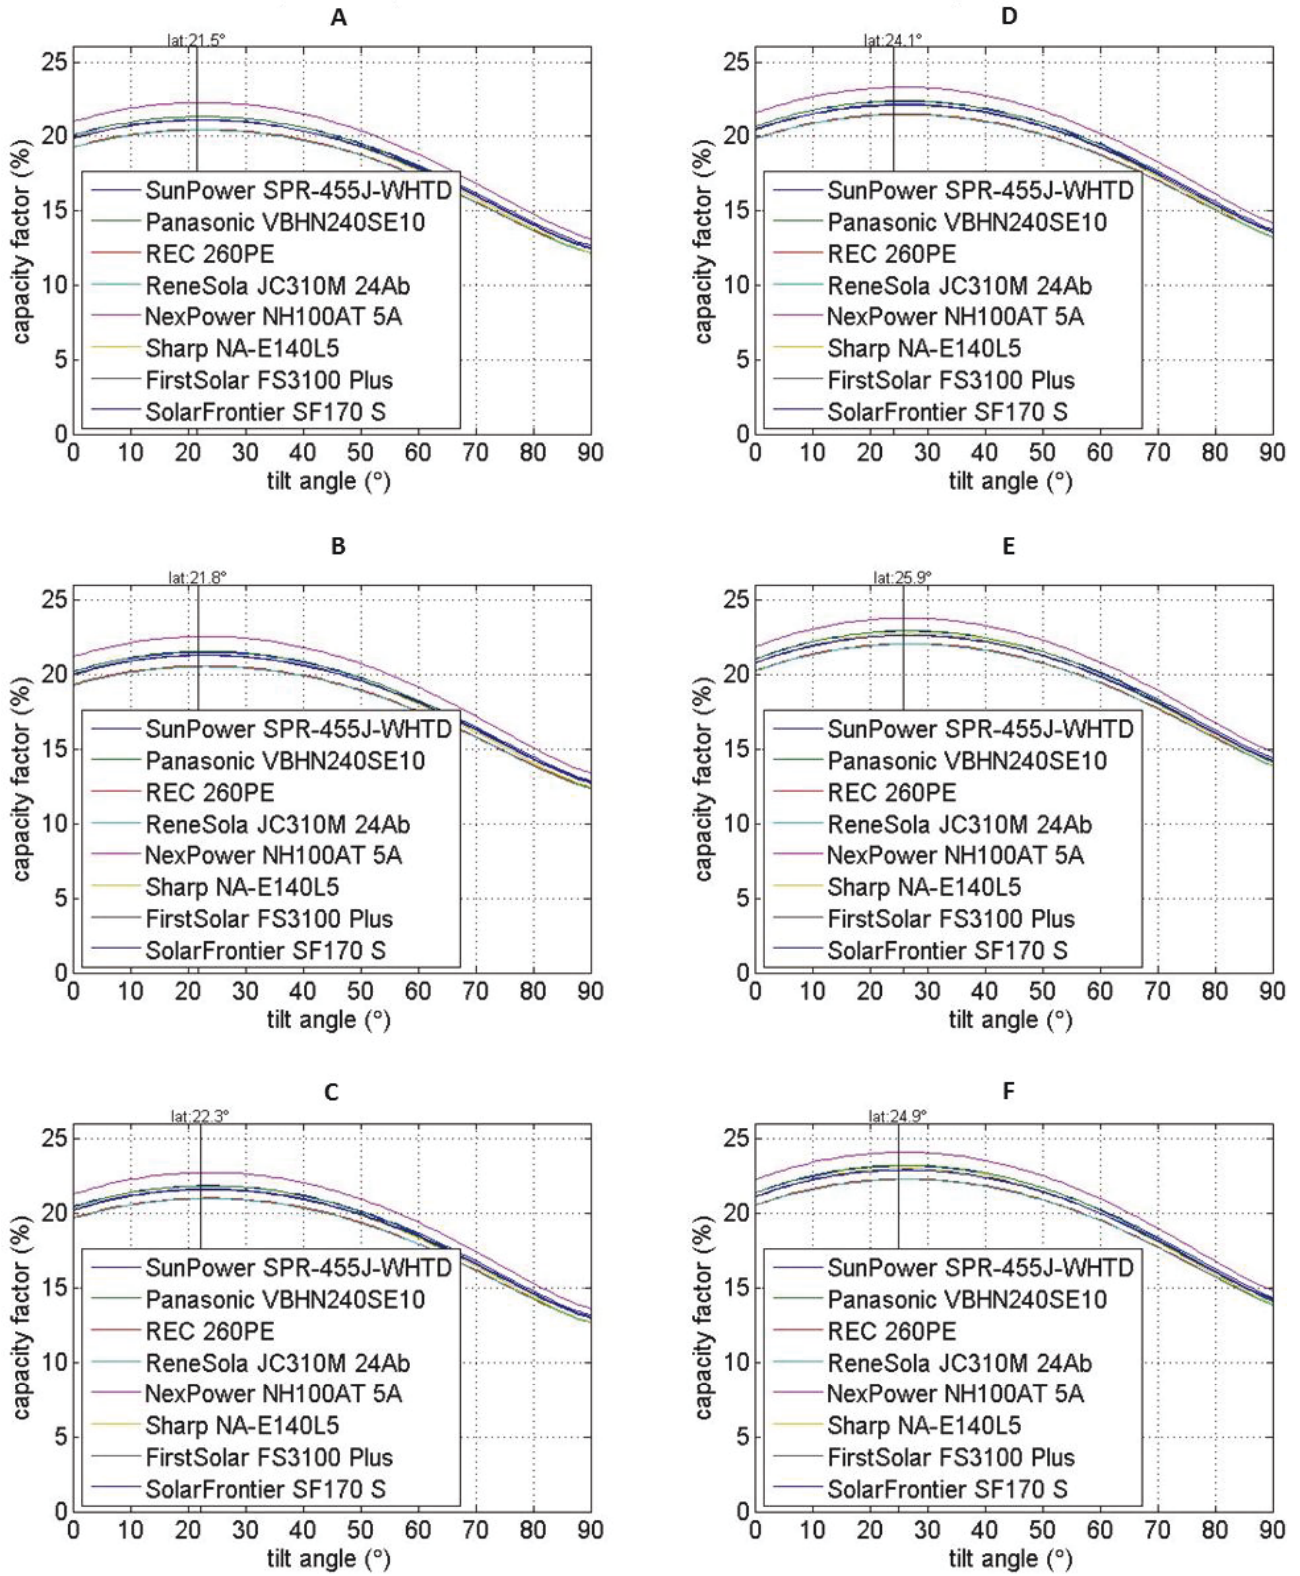 A
lat:21.5°
25
20
15
10
5
0
capacity factor (%)
SunPower SPR-455J-WHTD
Panasonic VBHN240SE10
REC 260PE
ReneSola JC310M 24Ab
NexPower NH100AT 5A
Sharp NA-E140L5
FirstSolar FS3100 Plus
SolarFrontier SF170 S
0 10 20 30 40 50 60 70 80 90
tilt angle (°)
D
lat:24.1°
25
20
15
10
5
0
capacity factor (%)
SunPower SPR-455J-WHTD
Panasonic VBHN240SE10
REC 260PE
ReneSola JC310M 24Ab
NexPower NH100AT 5A
Sharp NA-E140L5
FirstSolar FS3100 Plus
SolarFrontier SF170 S
0 10 20 30 40 50 60 70 80 90
tilt angle (°)
B
lat:21.8°
25
20
15
10
5
0
capacity factor (%)
SunPower SPR-455J-WHTD
Panasonic VBHN240SE10
REC 260PE
ReneSola JC310M 24Ab
NexPower NH100AT 5A
Sharp NA-E140L5
FirstSolar FS3100 Plus
SolarFrontier SF170 S
0 10 20 30 40 50 60 70 80 90
tilt angle (°)
E
lat:25.9°
25
20
15
10
5
0
capacity factor (%)
SunPower SPR-455J-WHTD
Panasonic VBHN240SE10
REC 260PE
ReneSola JC310M 24Ab
NexPower NH100AT 5A
Sharp NA-E140L5
FirstSolar FS3100 Plus
SolarFrontier SF170 S
0 10 20 30 40 50 60 70 80 90
tilt angle (°)
C
lat:22.3°
25
20
15
10
5
0
capacity factor (%)
SunPower SPR-455J-WHTD
Panasonic VBHN240SE10
REC 260PE
ReneSola JC310M 24Ab
NexPower NH100AT 5A
Sharp NA-E140L5
FirstSolar FS3100 Plus
SolarFrontier SF170 S
0 10 20 30 40 50 60 70 80 90
tilt angle (°)
F
lat:24.9°
25
20
15
10
5
0
capacity factor (%)
SunPower SPR-455J-WHTD
Panasonic VBHN240SE10
REC 260PE
ReneSola JC310M 24Ab
NexPower NH100AT 5A
Sharp NA-E140L5
FirstSolar FS3100 Plus
SolarFrontier SF170 S
0 10 20 30 40 50 60 70 80 90
tilt angle (°)